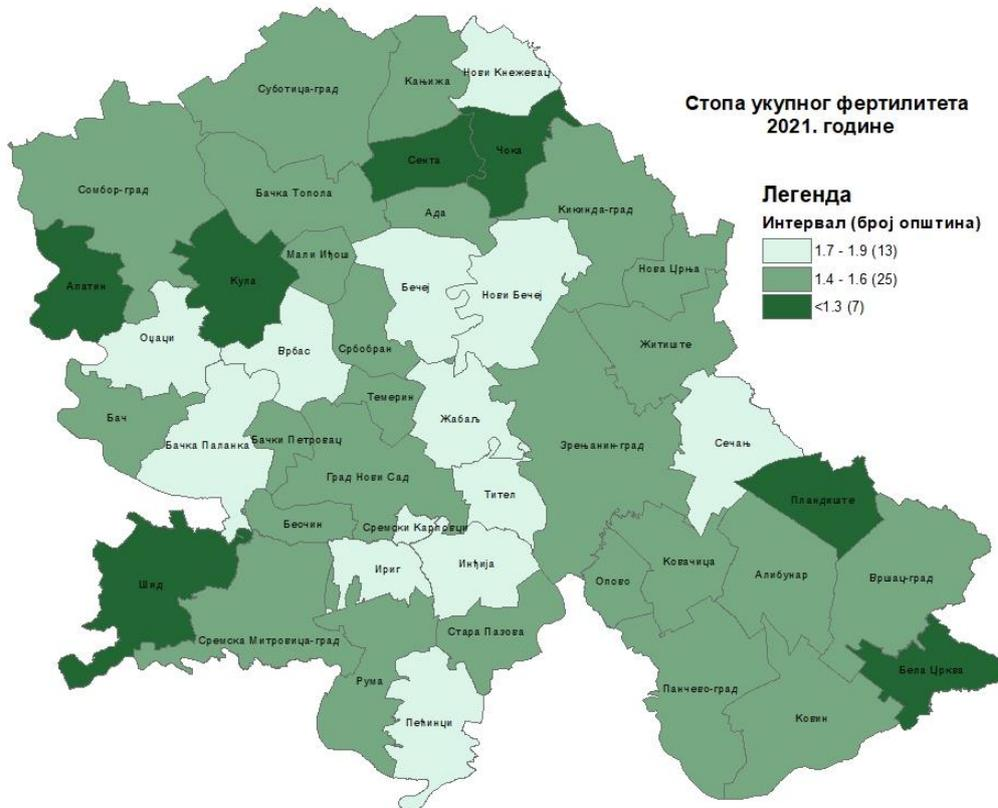 Стопа укупног фертилитета
2021. године
Легенда
Интервал (број општина)
1.7 - 1.9 (13)
1.4 - 1.6 (25)
<1.3 (7)
Суботица-град
Кањижа
Нови Кнежевац
Сента
Чока
Сомбор-град
Бачка Топола
Ада
Кикинда-град
Мали Иђош
Нова Црња
Апатин
Кула
Бечеј
Нови Бечеј
Оџаци
Врбас
Србобран
Житиште
Темерин
Жабаљ
Бач
Бачка Паланка
Бачки Петровац
Зрењанин-град
Сечањ
Град Нови Сад
Тител
Пландиште
Беочин
Сремски Карловци
Шид
Ириг
Инђија
Опово
Ковачица
Алибунар
Вршац-град
Сремска Митровица-град
Стара Пазова
Рума
Панчево-град
Бела Црква
Пећинци
Ковин